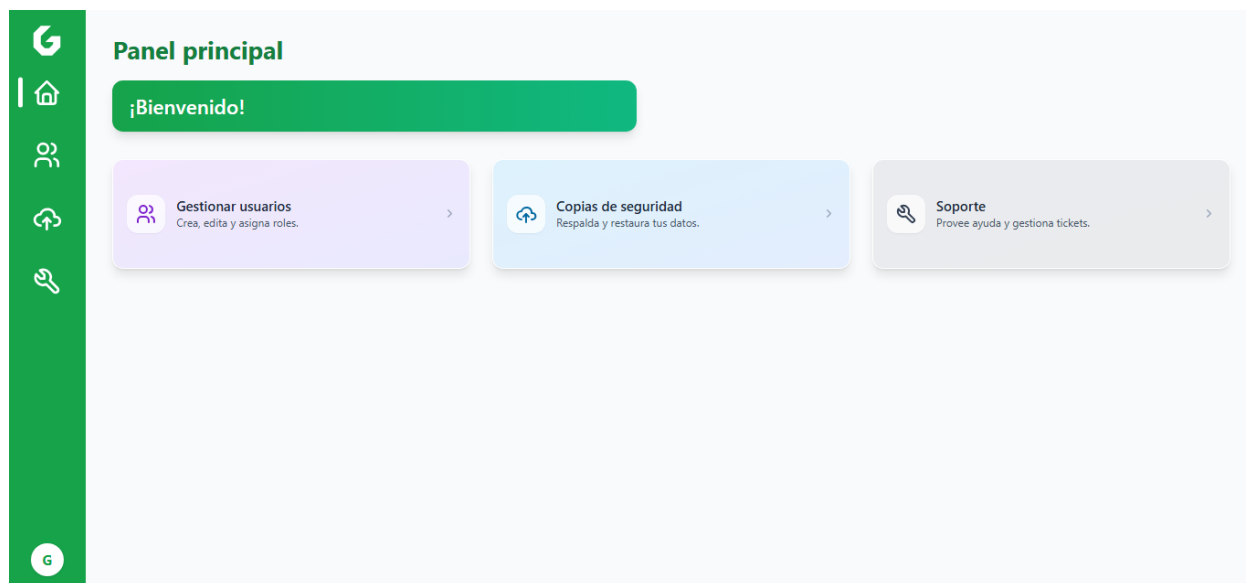 Panel principal
¡Bienvenido!
Gestionar usuarios
Crea, edita y asigna roles.
Copias de seguridad
Respalda y restaura tus datos.
Soporte
Provee ayuda y gestiona tickets.
G